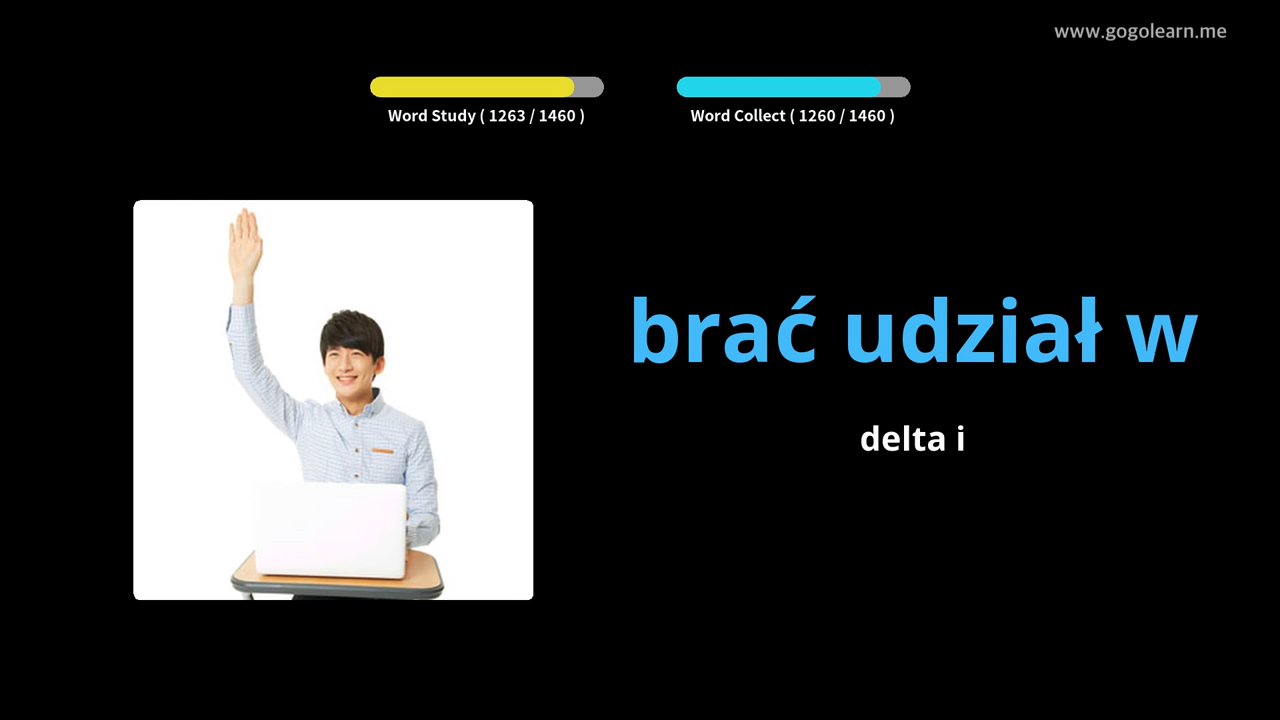 www.gogolearn.me
Word Study ( 1263 / 1460 )
Word Collect ( 1260 / 1460 )
brać udział w
delta i